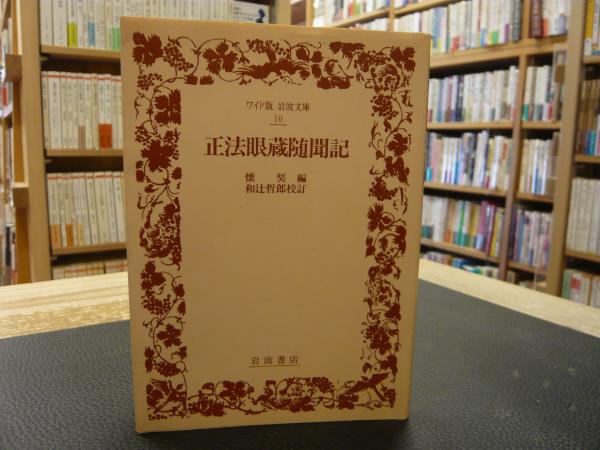 ワイド版 岩波文庫
10
正法眼蔵随聞記
懐奘編
和辻哲郎校訂
岩波書店